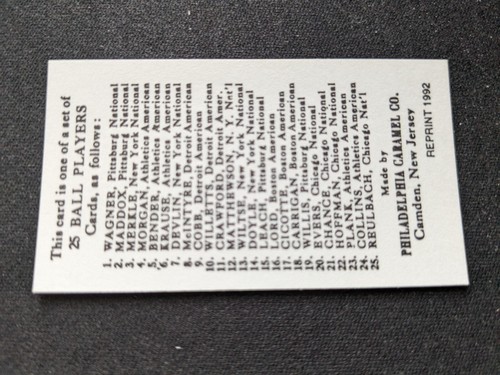 This card is one of a set of
25 BALL PLAYERS
Cards, as follows:
1. WAGNER, Pittsburg National
2. MADDOX, Pittsburg National
3. MERKLE, New York National
4. MORGAN, Athletics American
5. BENDER, Athletics American
6. KRAUSE, Athletics American
7. DEVLIN, New York National
8. McINTYRE, Detroit American
9. COBB, Detroit American
10. WILLETTS, Detroit American
11. CRAWFORD, Detroit Amer.
12. MATTHEWSON, N. Y. Nat'l
13. WILTSE, New York National
14. DOYLE, New York National
15. LEACH, Pittsburg National
16. LORD, Boston American
17. CICOTTE, Boston American
18. CARRIGAN, Boston American
19. WILLIS, Pittsburg National
20. EVERS, Chicago National
21. CHANCE, Chicago National
22. HOFFMAN, Chicago National
23. PLANK, Athletics American
24. COLLINS, Athletics American
25. REULBACH, Chicago Nat'l
Made by
PHILADELPHIA CARAMEL CO.
Camden, New Jersey
REPRINT 1992